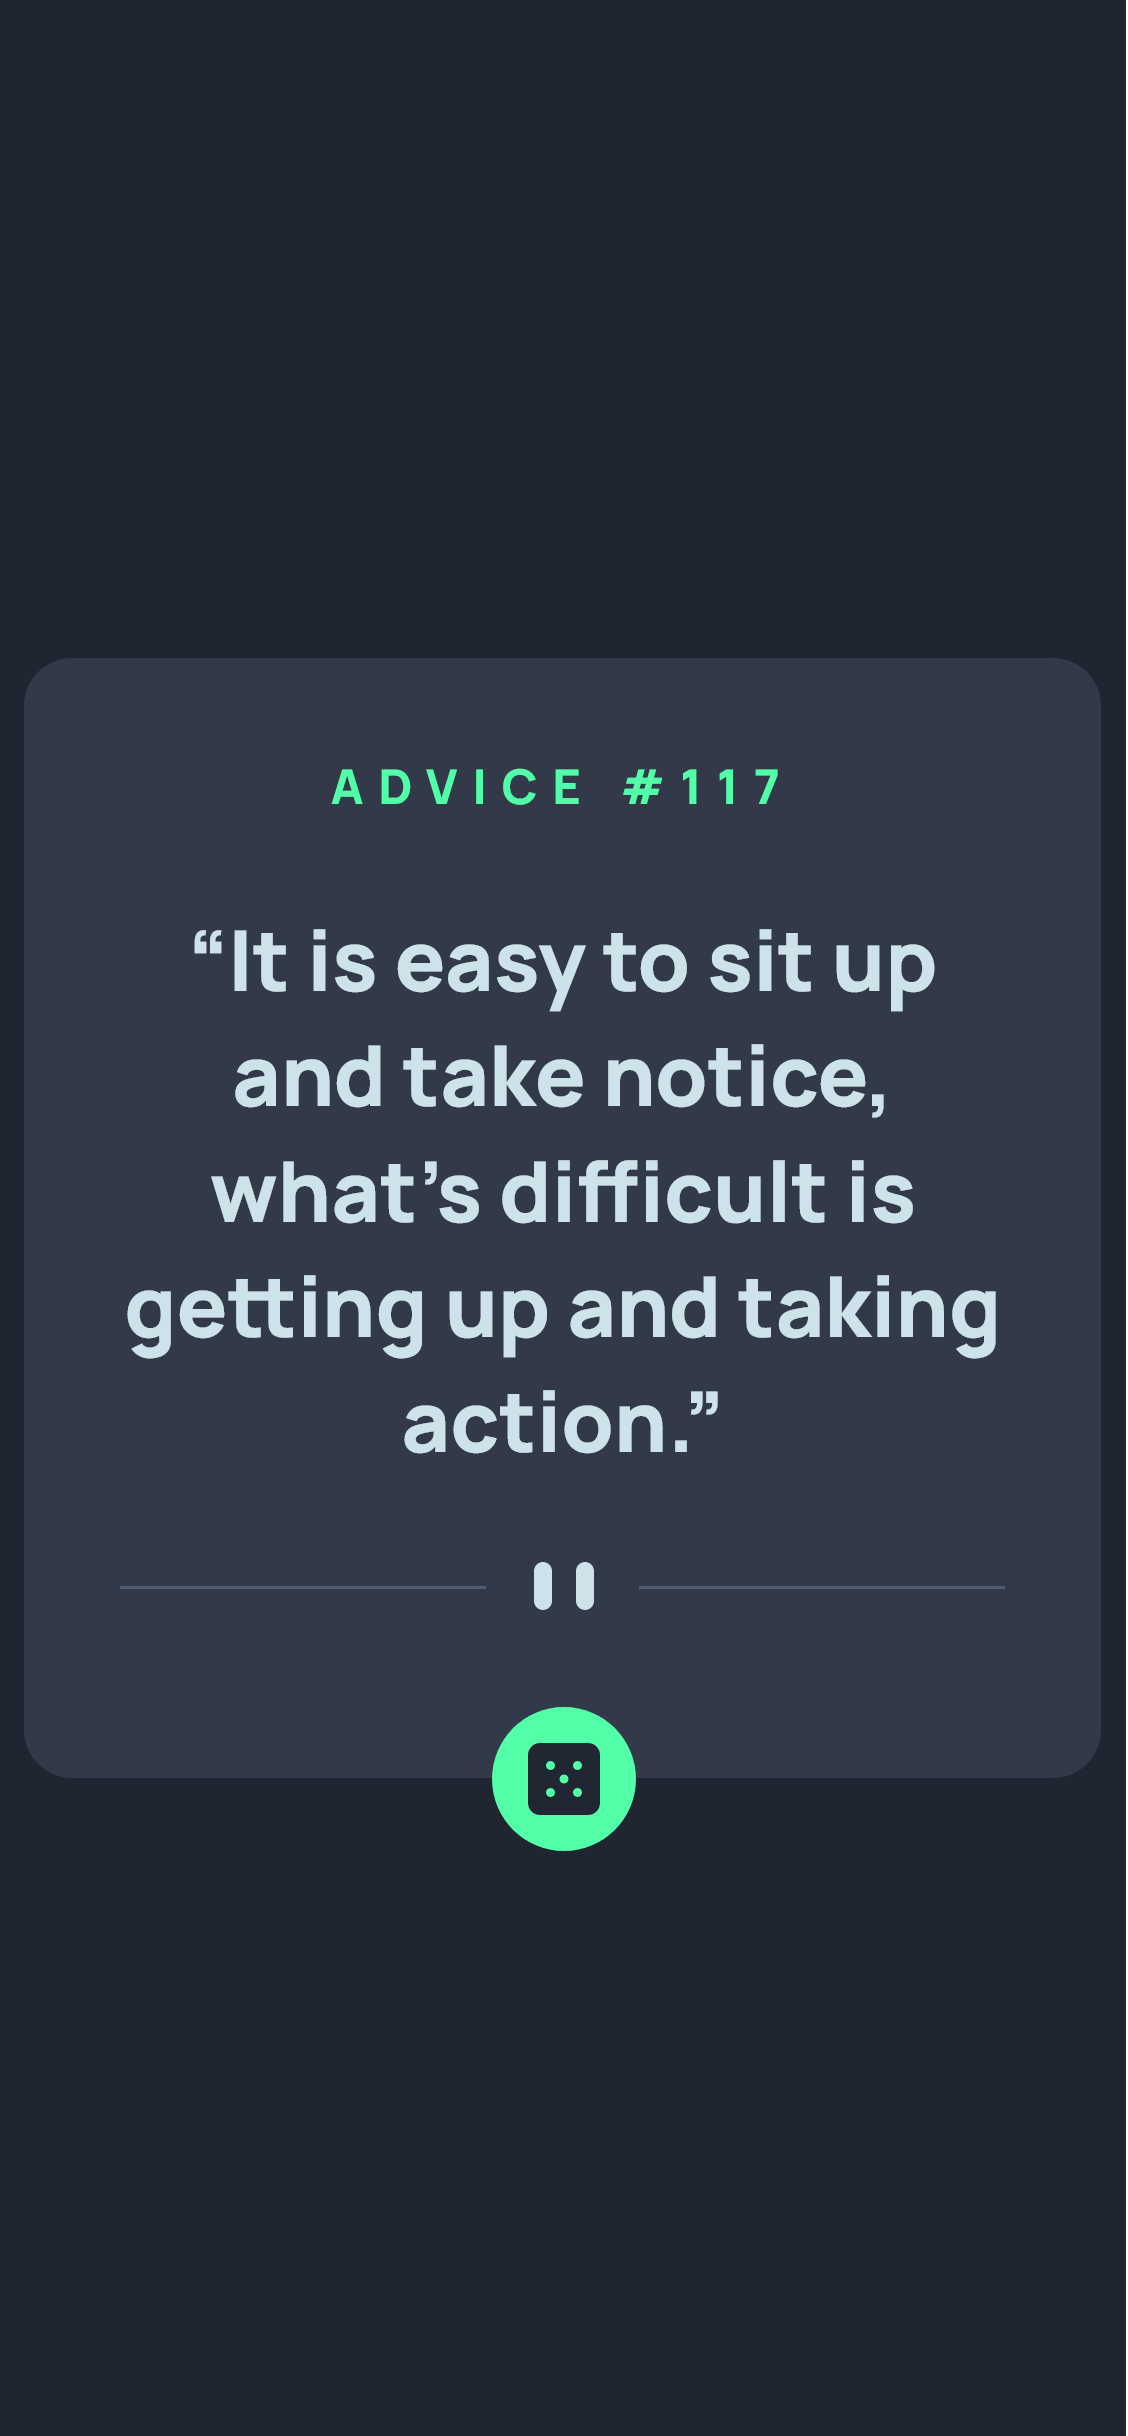 ADVICE #117
“It is easy to sit up
and take notice,
what’s difficult is
getting up and taking
action.”